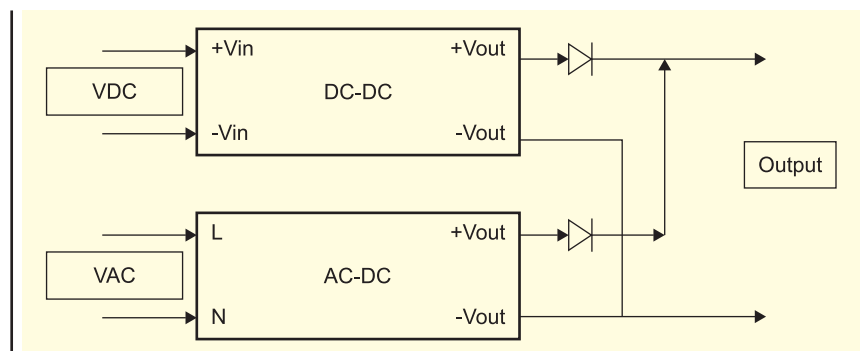 +Vin
+Vout
VDC
DC-DC
-Vin
-Vout
Output
L
+Vout
VAC
AC-DC
N
-Vout